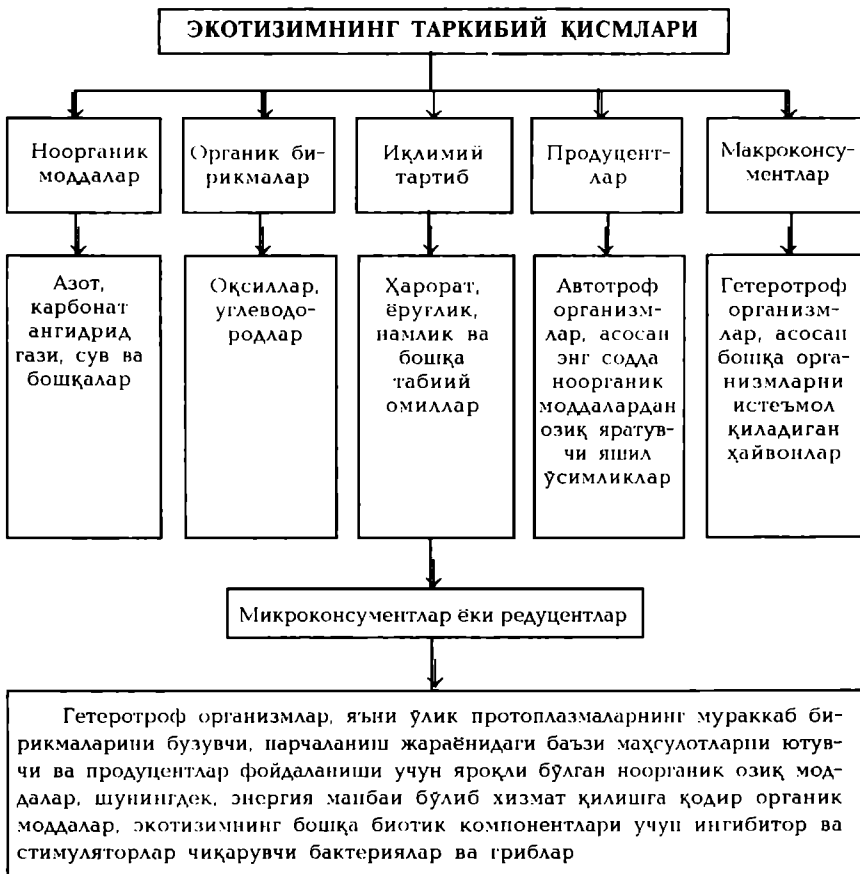 ЭКОТИЗИМНИНГ ТАРКИБИЙ ҚИСМЛАРИ
Ноорганик
моддалар
Органик би-
рикмалар
Иқлимий
тартиб
Продуцент-
лар
Макроконсу-
ментлар
Азот,
карбонат
ангидрид
гази, сув ва
бошқалар
Оқсиллар,
углеводо-
родлар
Ҳарорат,
ёруғлик,
намлик ва
бошқа
табиий
омиллар
Автотроф
организм-
лар, асосан
энг содда
ноорганик
моддалардан
озиқ яратув-
чи яшил
ўсимликлар
Гетеротроф
организм-
лар, асосан
бошқа орга-
низмларни
истеъмол
қиладиган
ҳайвонлар
Микроконсументлар ёки редуцентлар
Гетеротроф организмлар, яъни ўлик протоплазмаларнинг мураккаб би-
рикмаларини бузувчи, парчаланиш жараёнидаги баъзи маҳсулотларни ютув-
чи ва продуцентлар фойдаланиши учун яроқли бўлган ноорганик озиқ мод-
далар, шунингдек, энергия манбаи бўлиб хизмат қилишга қодир органик
моддалар, экотизимнинг бошқа биотик компонентлари учун ингибитор ва
стимуляторлар чиқарувчи бактериялар ва гриблар